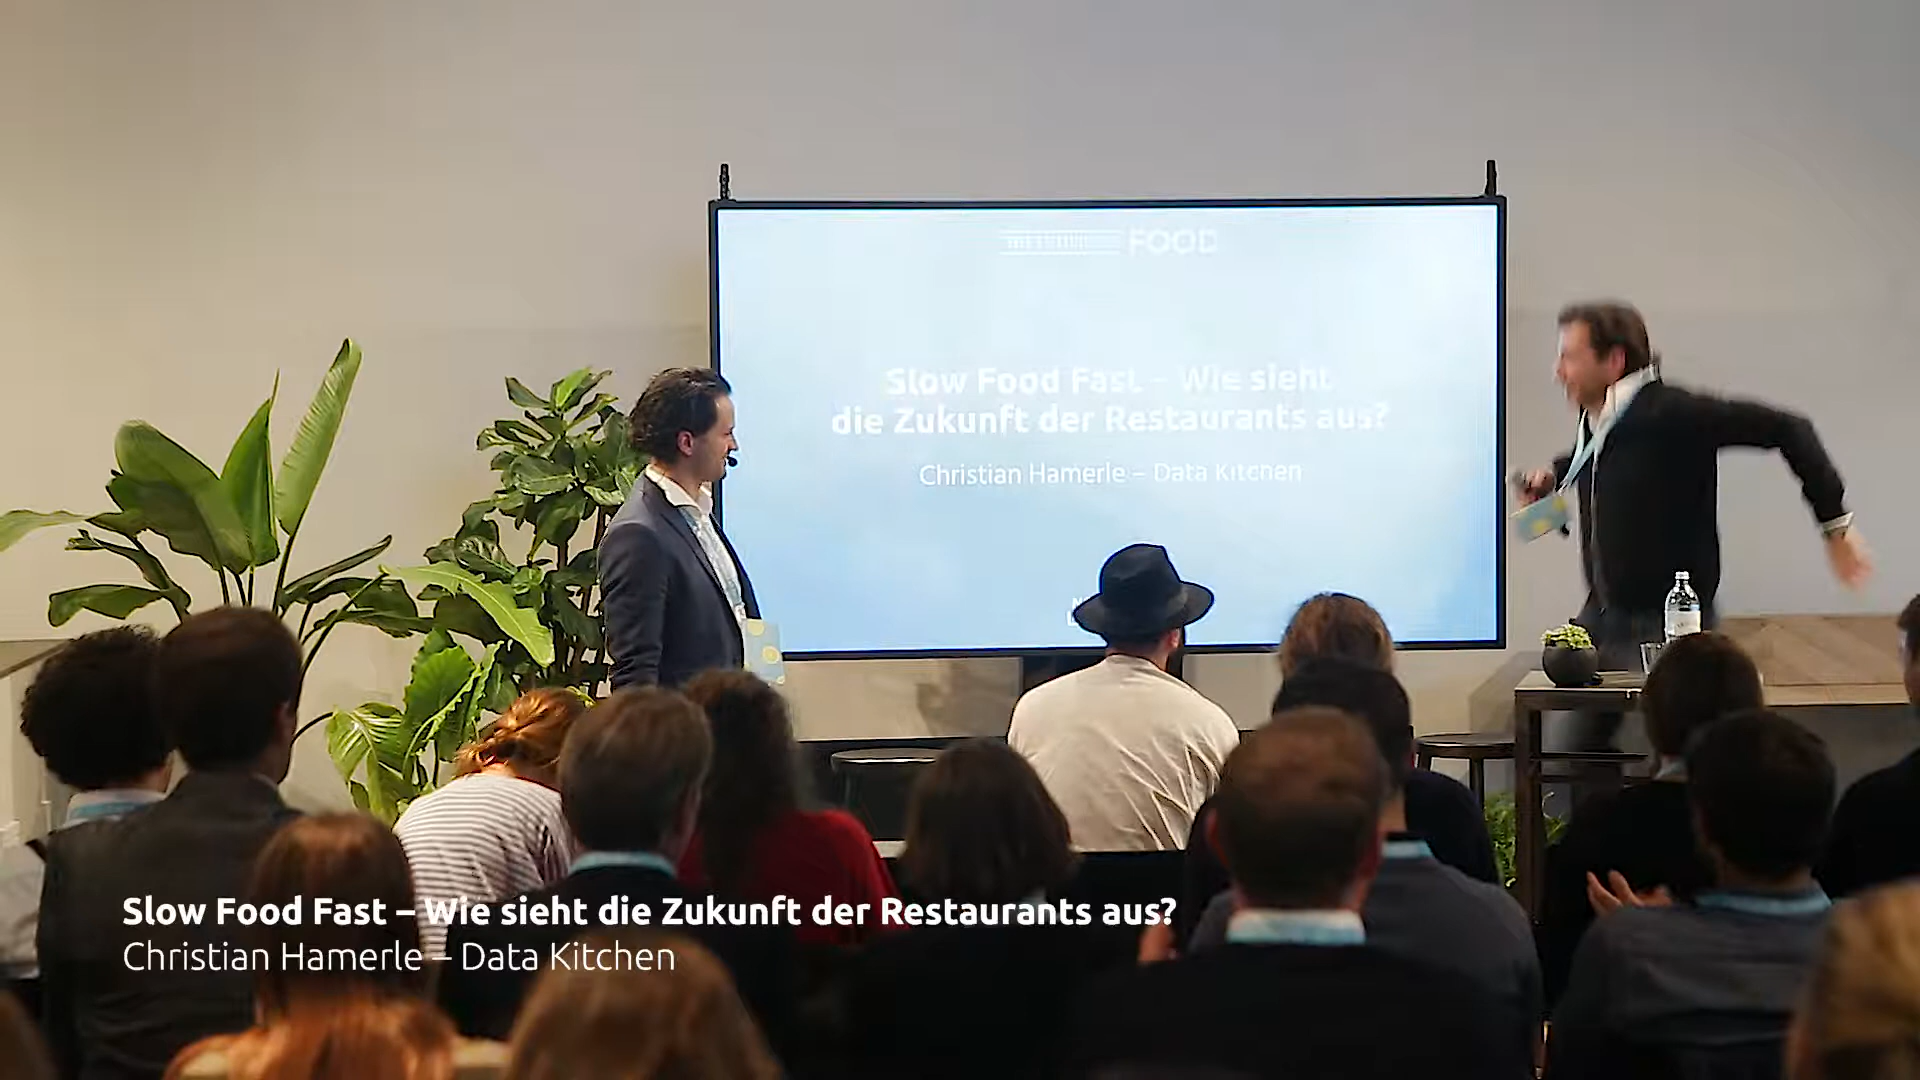 FOOD
Slow Food Fast – Wie sieht
die Zukunft der Restaurants aus?
Christian Hamerle – Data Kitchen
Slow Food Fast – Wie sieht die Zukunft der Restaurants aus?
Christian Hamerle – Data Kitchen